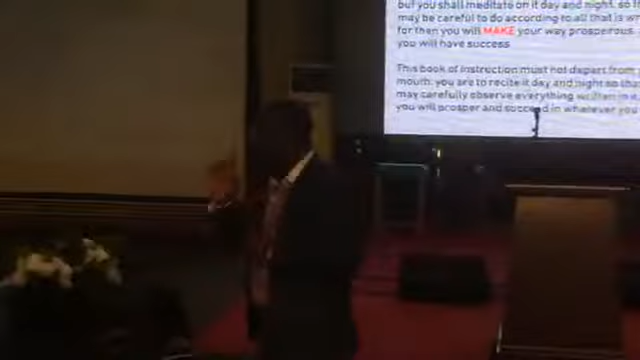 but you shall meditate on it day and night, so
may be careful to do according to all that is
for then you will MAKE your way prosperous
you will have success
This book of instruction must not depart from
mouth; you are to recite it day and night so
may carefully observe everything written in
you will prosper and succeed in whatever